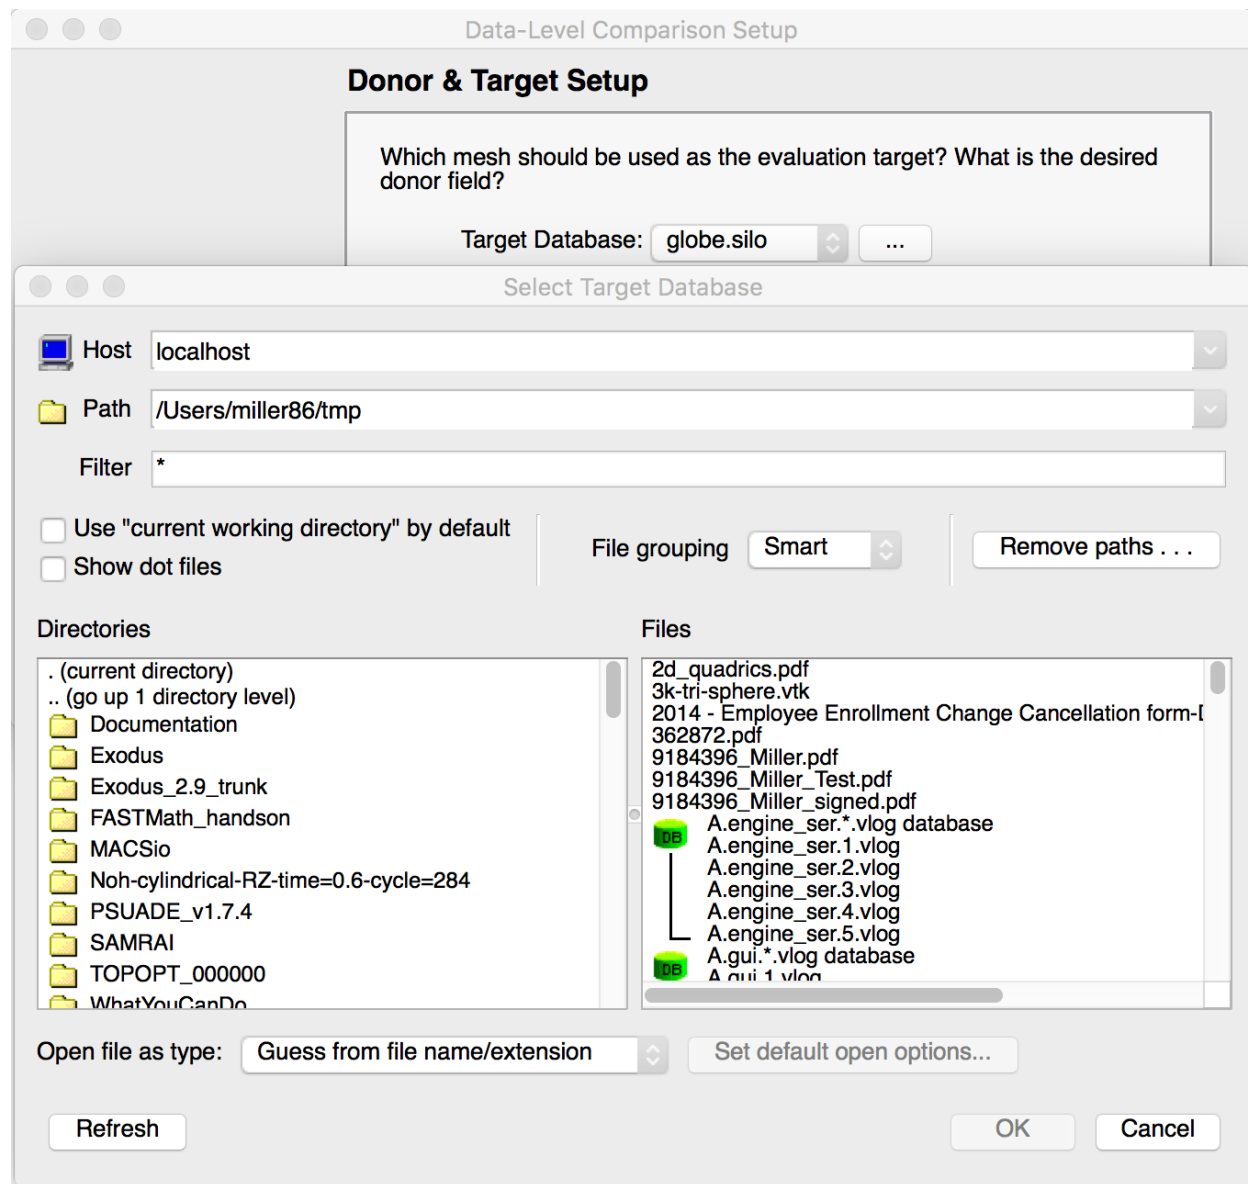 Data-Level Comparison Setup
Donor & Target Setup
Which mesh should be used as the evaluation target? What is the desired
donor field?
Target Database: globe.silo ...
Select Target Database
Host localhost
Path /Users/miller86/tmp
Filter *
Use "current working directory" by default
Show dot files
File grouping Smart
Remove paths . . .
Directories
. (current directory)
.. (go up 1 directory level)
Documentation
Exodus
Exodus_2.9_trunk
FASTMath_handson
MACSio
Noh-cylindrical-RZ-time=0.6-cycle=284
PSUADE_v1.7.4
SAMRAI
TOPOPT_000000
WhatYouCanDo
Files
2d_quadrics.pdf
3k-tri-sphere.vtk
2014 - Employee Enrollment Change Cancellation form-
362872.pdf
9184396_Miller.pdf
9184396_Miller_Test.pdf
9184396_Miller_signed.pdf
DB A.engine_ser.*.vlog database
A.engine_ser.1.vlog
A.engine_ser.2.vlog
A.engine_ser.3.vlog
A.engine_ser.4.vlog
A.engine_ser.5.vlog
DB A.gui.*.vlog database
A.gui.1.vlog
Open file as type: Guess from file name/extension
Set default open options...
Refresh
OK
Cancel